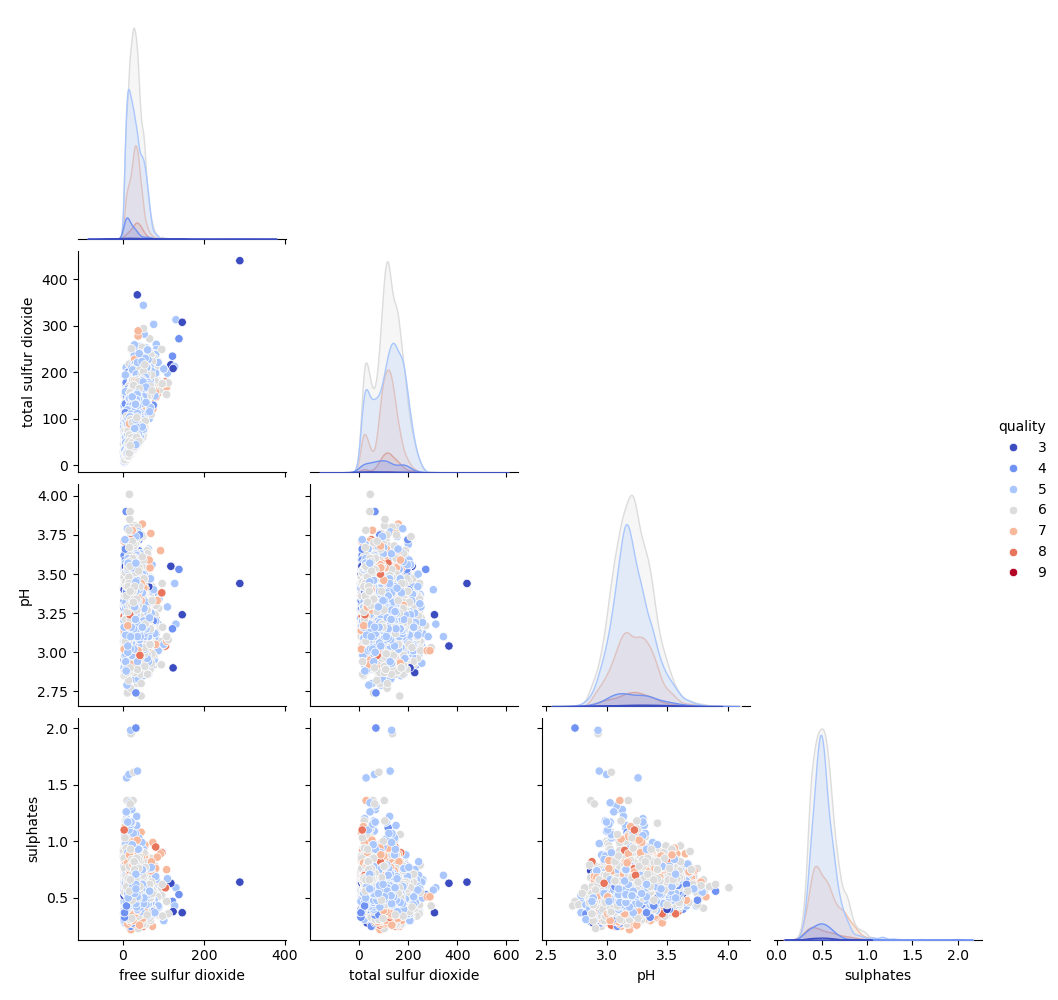 400
300
200
100
0
total sulfur dioxide
4.00
3.75
3.50
3.25
3.00
2.75
pH
2.0
1.5
1.0
0.5
sulphates
0 200 400
0 200 400 600
2.5 3.0 3.5 4.0
0.0 0.5 1.0 1.5 2.0
free sulfur dioxide
total sulfur dioxide
pH
sulphates
quality
3
4
5
6
7
8
9